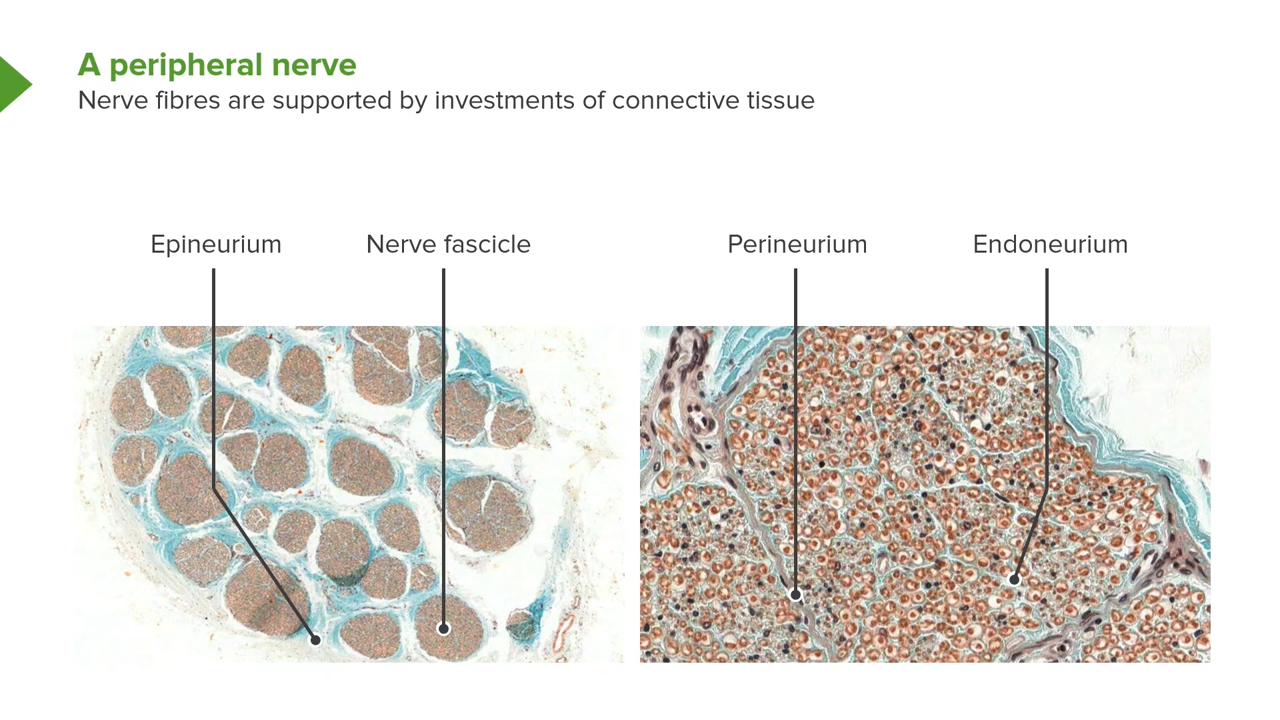 A peripheral nerve
Nerve fibres are supported by investments of connective tissue
Epineurium
Nerve fascicle
Perineurium
Endoneurium